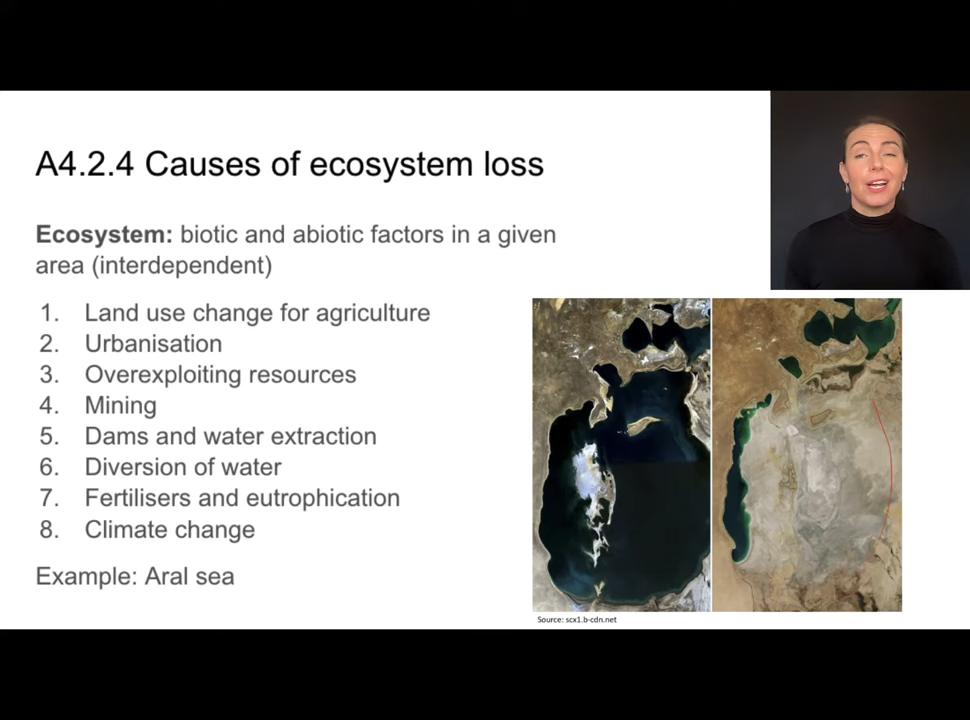 A4.2.4 Causes of ecosystem loss
Ecosystem: biotic and abiotic factors in a given
area (interdependent)
1. Land use change for agriculture
2. Urbanisation
3. Overexploiting resources
4. Mining
5. Dams and water extraction
6. Diversion of water
7. Fertilisers and eutrophication
8. Climate change
Example: Aral sea
Source: scx1.b-cdn.net